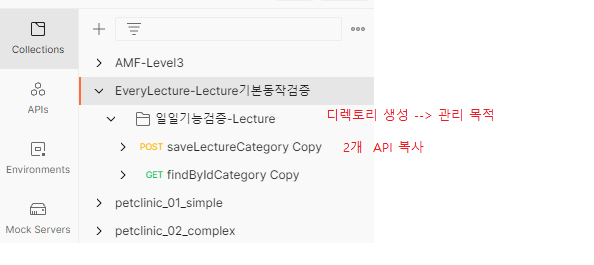 Collections
APIs
Environments
Mock Servers
AMF-Level3
EveryLecture-Lecture기본동작검증
일일기능검증-Lecture
디렉토리 생성 --> 관리 목적
POST saveLectureCategory Copy
2개 API 복사
GET findByIdCategory Copy
petclinic_01_simple
petclinic_02_complex